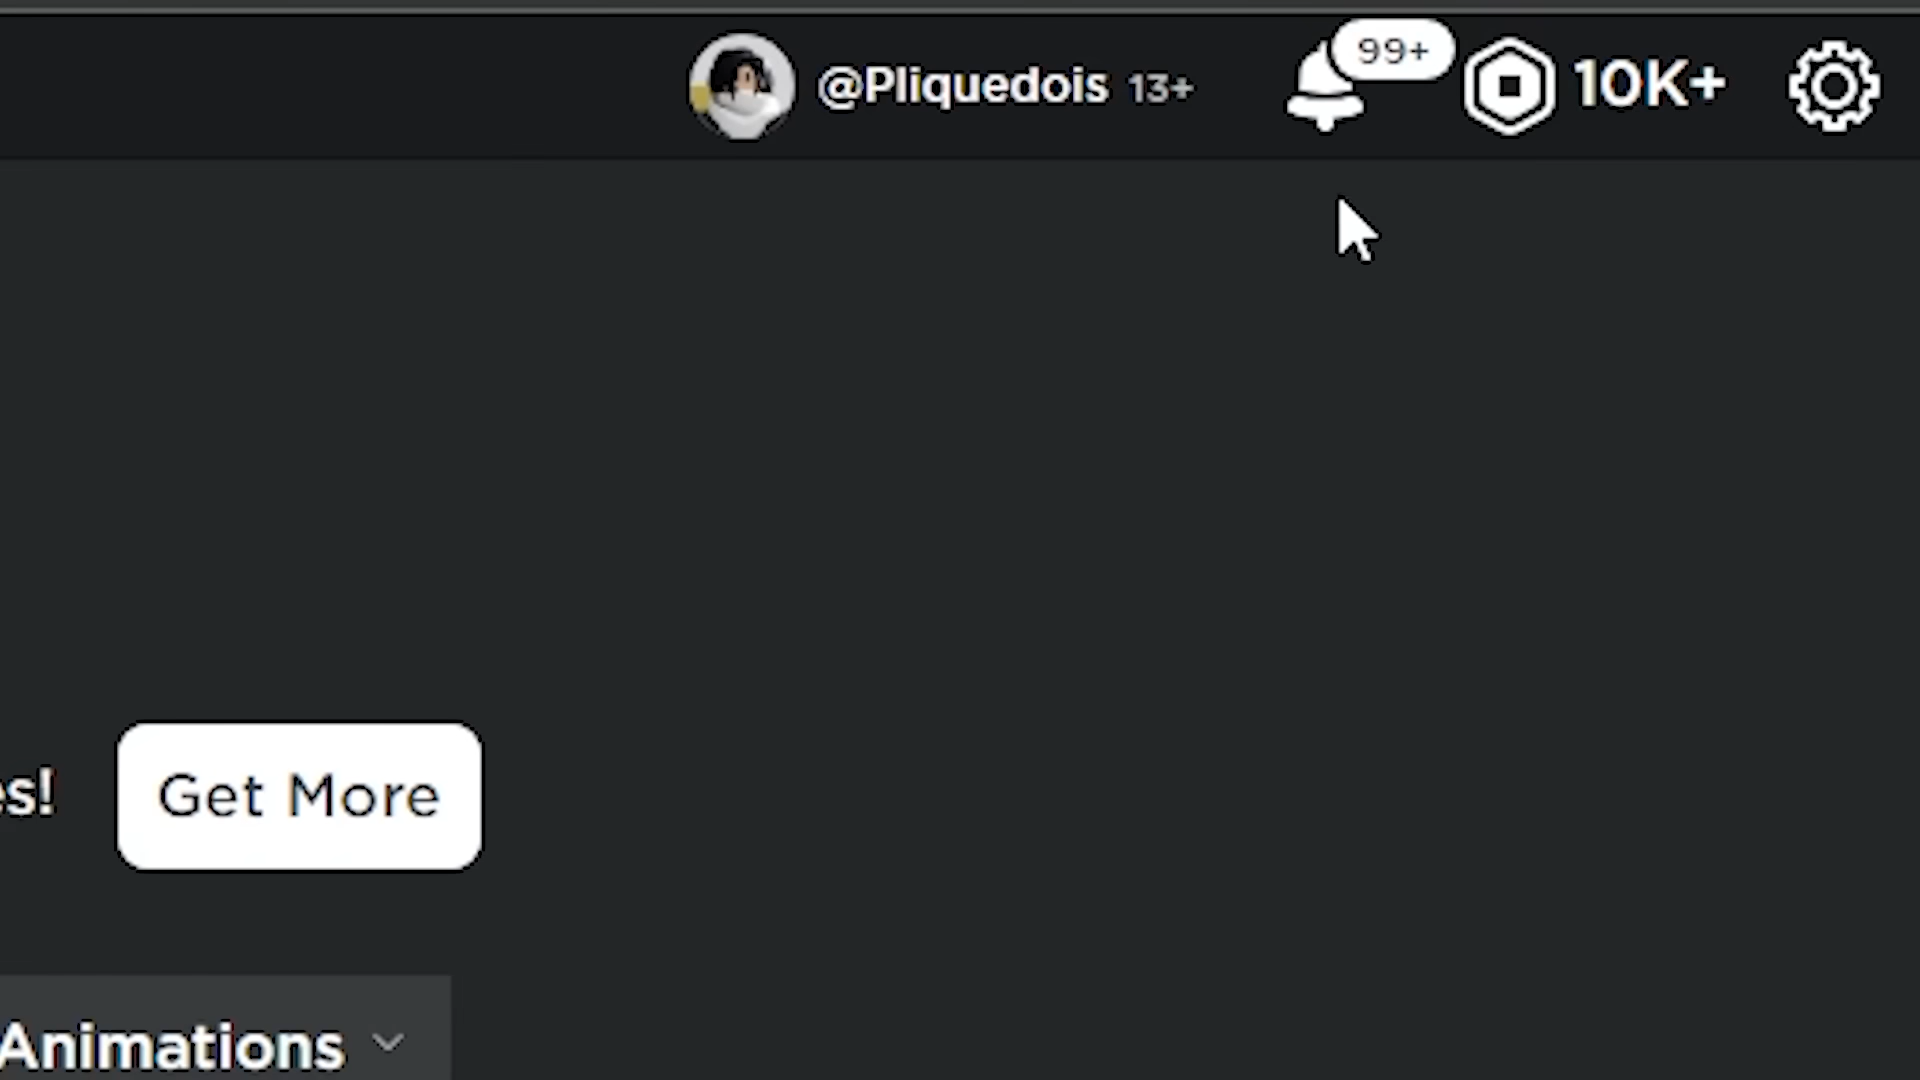 @Pliquedois 13+
99+
10K+
es!
Get More
Animations